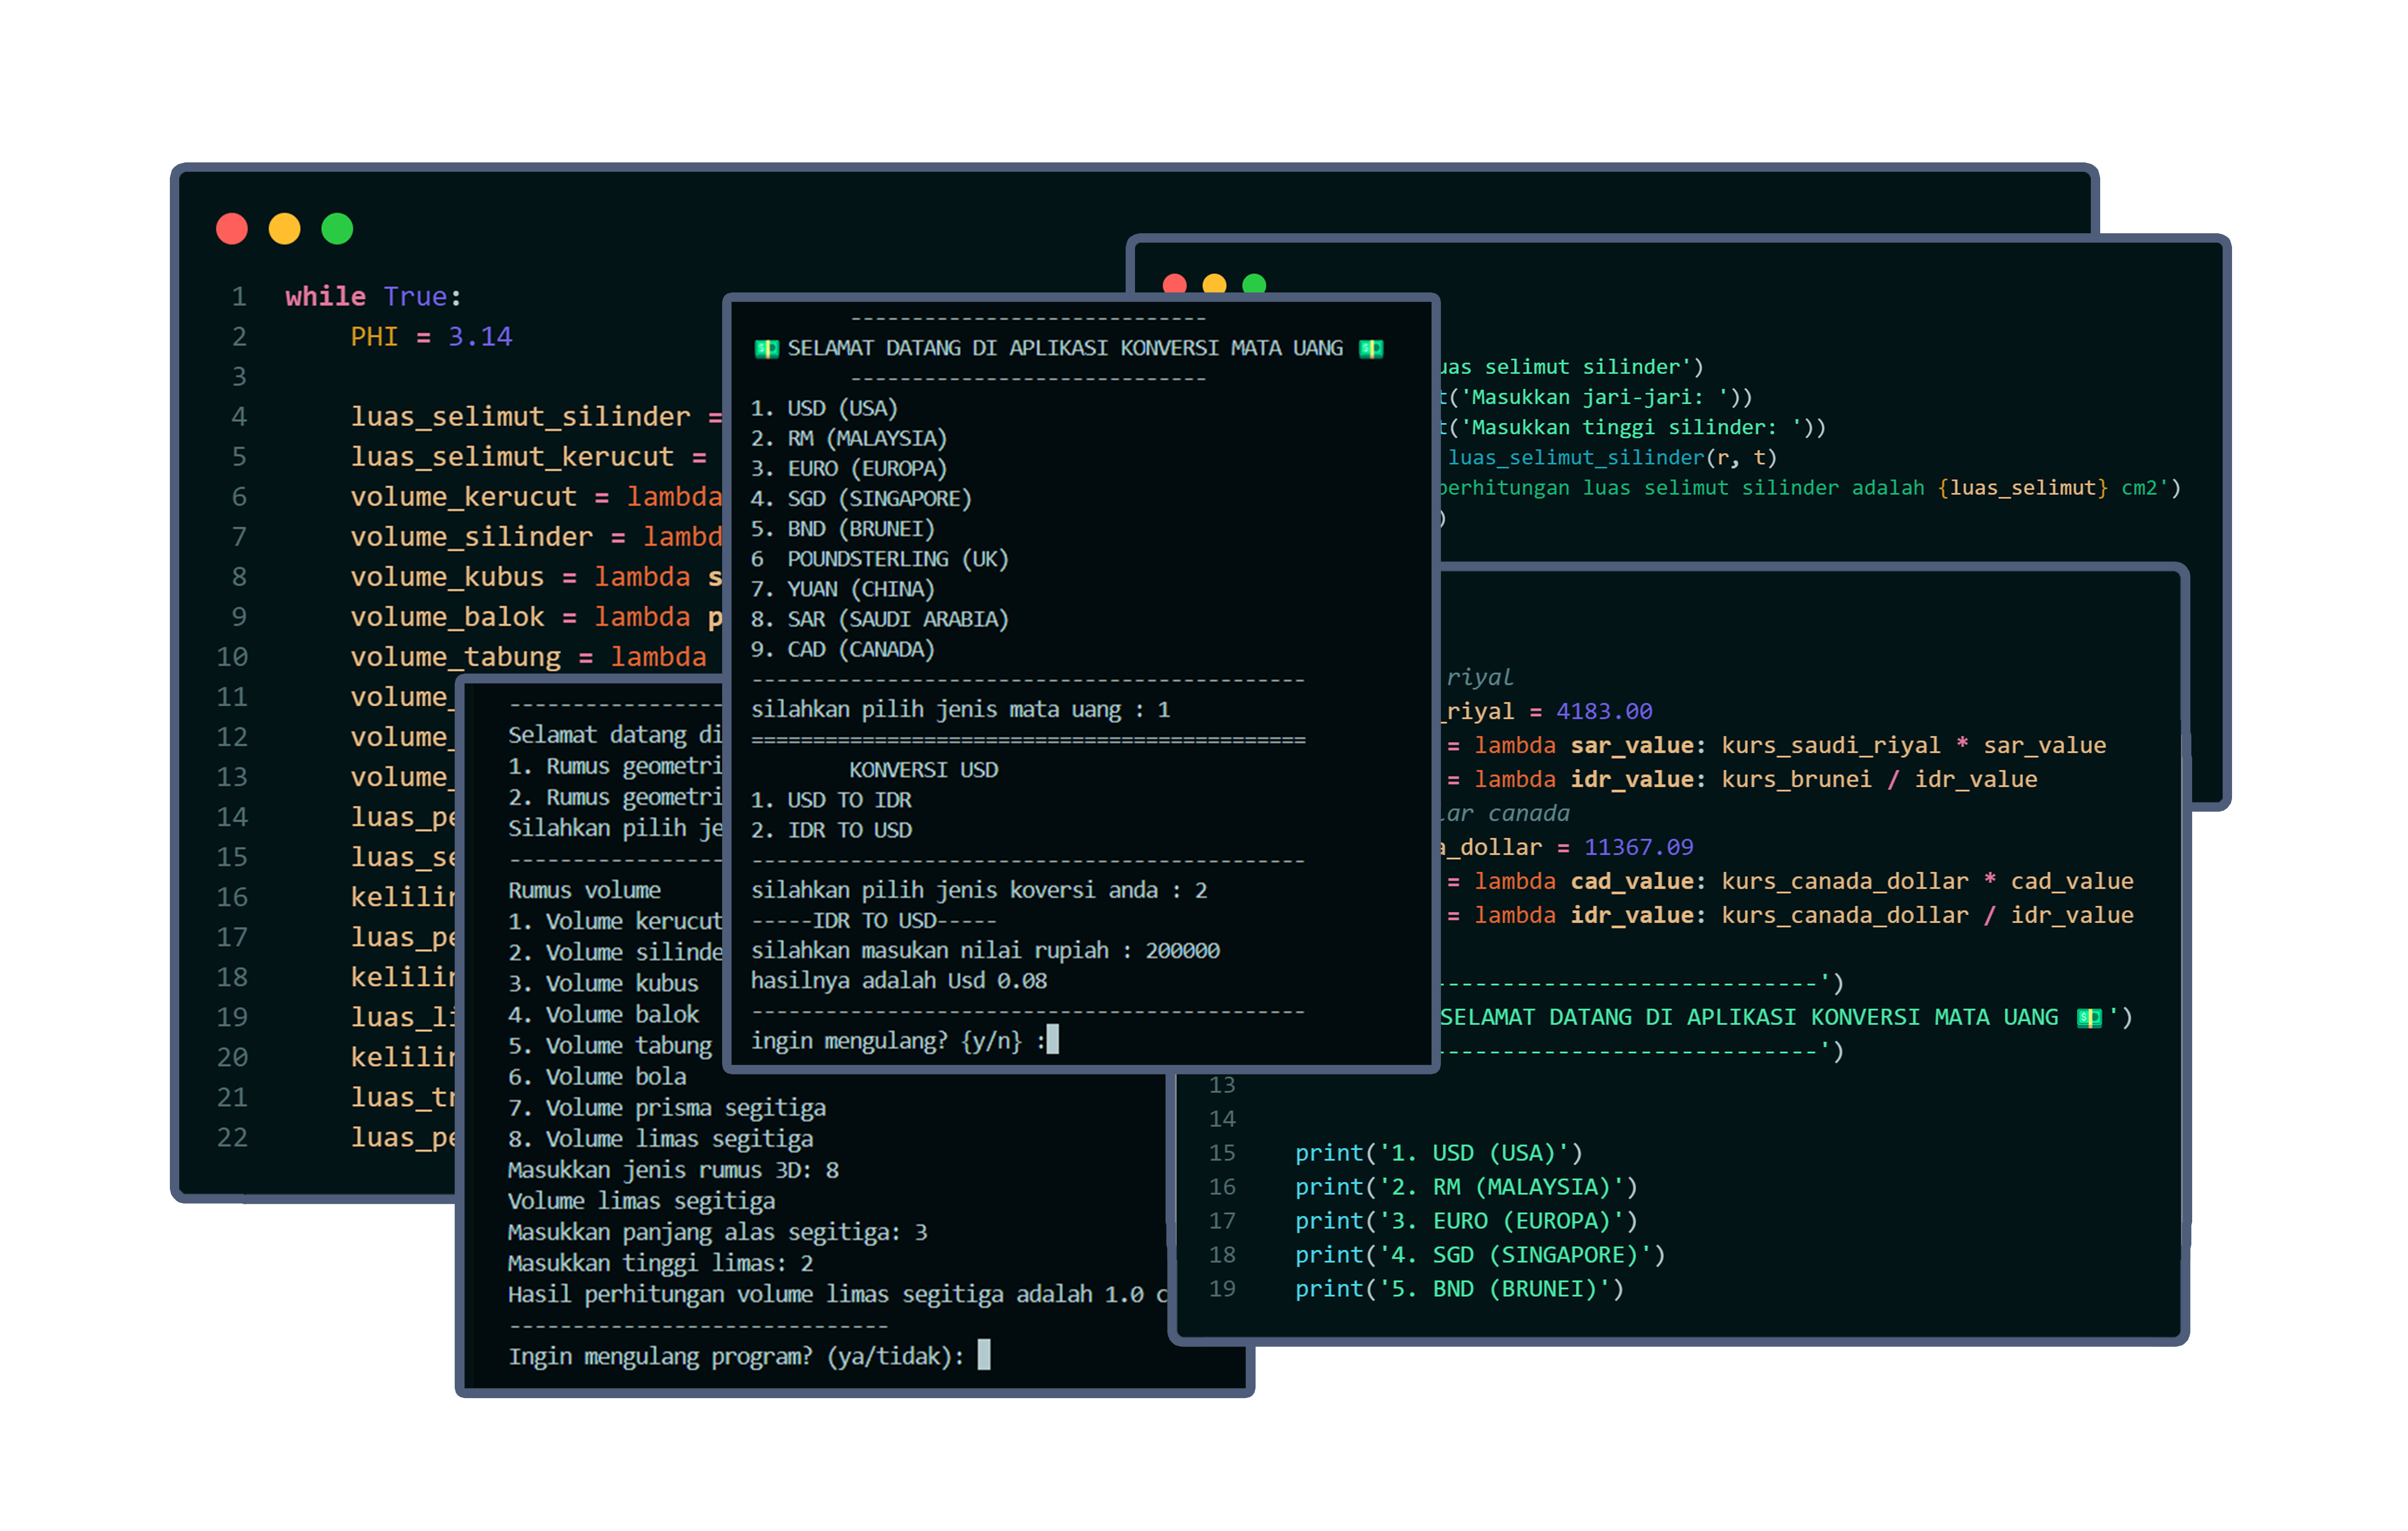 1 while True:
2 PHI = 3.14
3
4 luas_selimut_silinder =
5 luas_selimut_kerucut =
6 volume_kerucut = lambda
7 volume_silinder = lambd
8 volume_kubus = lambda s
9 volume_balok = lambda p
10 volume_tabung = lambda
11 volume_
12 volume_
13 volume_
14 luas_pe
15 luas_se
16 kelilin
17 luas_pe
18 kelilin
19 luas_li
20 kelilin
21 luas_tr
22 luas_pe
------------------
Selamat datang di
1. Rumus geometri
2. Rumus geometri
Silahkan pilih je
------------------
Rumus volume
1. Volume kerucut
2. Volume silinde
3. Volume kubus
4. Volume balok
5. Volume tabung
6. Volume bola
7. Volume prisma segitiga
8. Volume limas segitiga
Masukkan jenis rumus 3D: 8
Volume limas segitiga
Masukkan panjang alas segitiga: 3
Masukkan tinggi limas: 2
Hasil perhitungan volume limas segitiga adalah 1.0 c
------------------------------
Ingin mengulang program? (ya/tidak):
-----------------------------
💵 SELAMAT DATANG DI APLIKASI KONVERSI MATA UANG 💵
-----------------------------
1. USD (USA)
2. RM (MALAYSIA)
3. EURO (EUROPA)
4. SGD (SINGAPORE)
5. BND (BRUNEI)
6 POUNDSTERLING (UK)
7. YUAN (CHINA)
8. SAR (SAUDI ARABIA)
9. CAD (CANADA)
---------------------------------------------
silahkan pilih jenis mata uang : 1
=============================================
KONVERSI USD
1. USD TO IDR
2. IDR TO USD
---------------------------------------------
silahkan pilih jenis koversi anda : 2
-----IDR TO USD-----
silahkan masukan nilai rupiah : 200000
hasilnya adalah Usd 0.08
---------------------------------------------
ingin mengulang? {y/n} :
uas selimut silinder')
t('Masukkan jari-jari: '))
t('Masukkan tinggi silinder: '))
luas_selimut_silinder(r, t)
perhitungan luas selimut silinder adalah {luas_selimut} cm2')
)
riyal
_riyal = 4183.00
= lambda sar_value: kurs_saudi_riyal * sar_value
= lambda idr_value: kurs_brunei / idr_value
lar canada
a_dollar = 11367.09
= lambda cad_value: kurs_canada_dollar * cad_value
= lambda idr_value: kurs_canada_dollar / idr_value
----------------------------')
SELAMAT DATANG DI APLIKASI KONVERSI MATA UANG 💵')
----------------------------')
13
14
15 print('1. USD (USA)')
16 print('2. RM (MALAYSIA)')
17 print('3. EURO (EUROPA)')
18 print('4. SGD (SINGAPORE)')
19 print('5. BND (BRUNEI)')